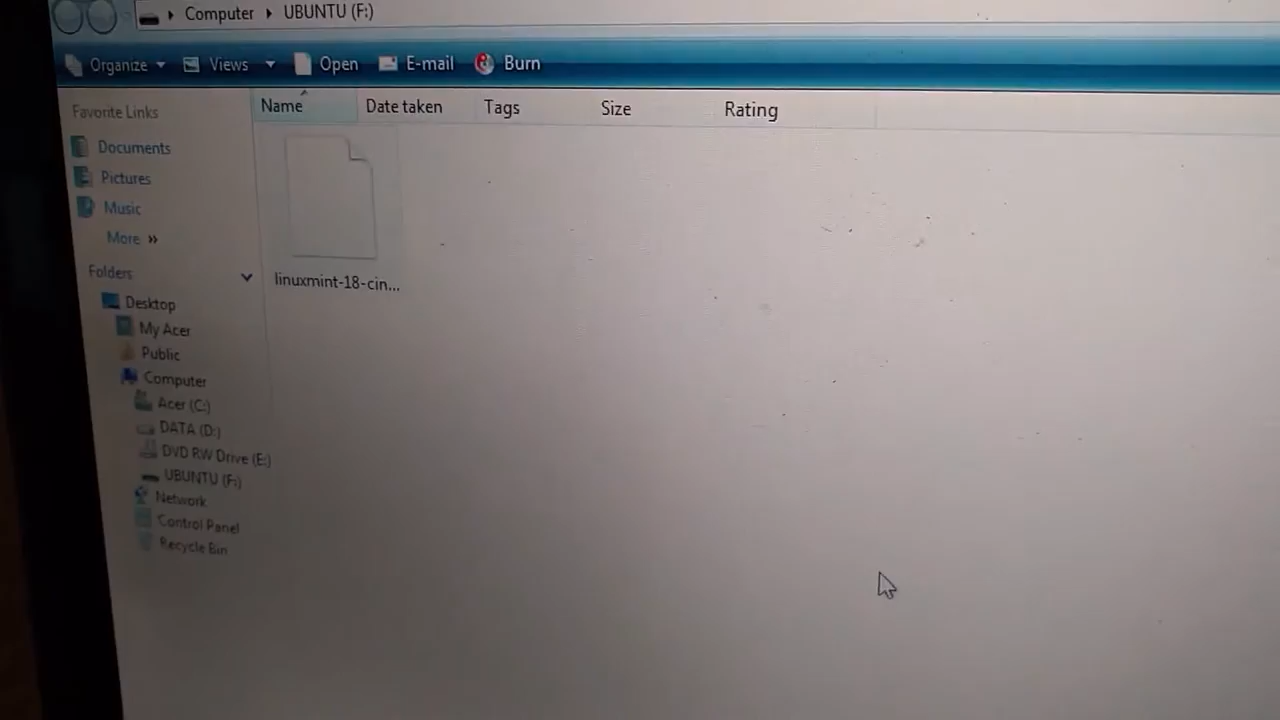 Computer UBUNTU (F:)
Organize Views Open E-mail Burn
Favorite Links
Documents
Pictures
Music
More »
Folders
Desktop
My Acer
Public
Computer
Acer (C:)
DATA (D:)
DVD RW Drive (E:)
UBUNTU (F:)
Network
Control Panel
Recycle Bin
Name Date taken Tags Size Rating
linuxmint-18-cin...